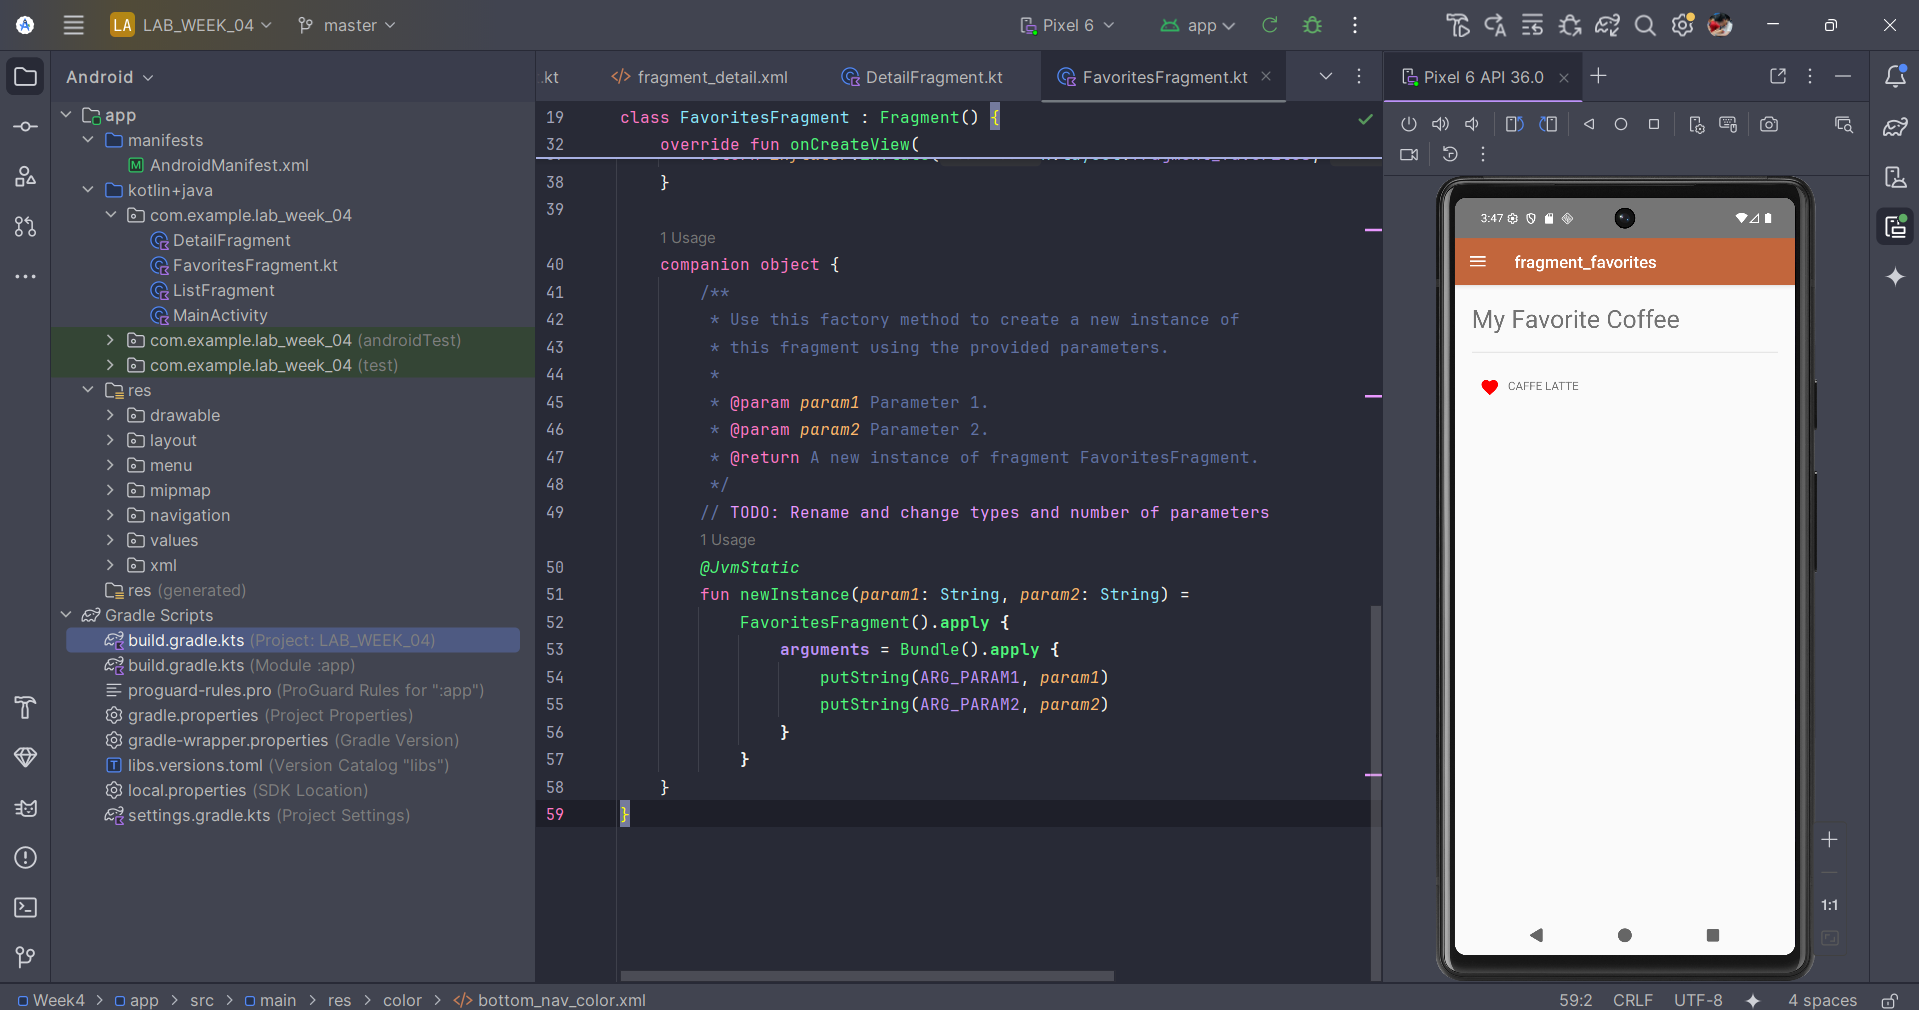 LA LAB_WEEK_04 master Pixel 6 app
Android
.kt fragment_detail.xml DetailFragment.kt FavoritesFragment.kt
Pixel 6 API 36.0
app
manifests
AndroidManifest.xml
kotlin+java
com.example.lab_week_04
DetailFragment
FavoritesFragment.kt
ListFragment
MainActivity
com.example.lab_week_04 (androidTest)
com.example.lab_week_04 (test)
res
drawable
layout
menu
mipmap
navigation
values
xml
res (generated)
Gradle Scripts
build.gradle.kts (Project: LAB_WEEK_04)
build.gradle.kts (Module :app)
proguard-rules.pro (ProGuard Rules for ":app")
gradle.properties (Project Properties)
gradle-wrapper.properties (Gradle Version)
libs.versions.toml (Version Catalog "libs")
local.properties (SDK Location)
settings.gradle.kts (Project Settings)
19 class FavoritesFragment : Fragment() {
32 override fun onCreateView(
38 }
39
1 Usage
40 companion object {
41 /**
42 * Use this factory method to create a new instance of
43 * this fragment using the provided parameters.
44 *
45 * @param param1 Parameter 1.
46 * @param param2 Parameter 2.
47 * @return A new instance of fragment FavoritesFragment.
48 */
49 // TODO: Rename and change types and number of parameters
1 Usage
50 @JvmStatic
51 fun newInstance(param1: String, param2: String) =
52 FavoritesFragment().apply {
53 arguments = Bundle().apply {
54 putString(ARG_PARAM1, param1)
55 putString(ARG_PARAM2, param2)
56 }
57 }
58 }
59 }
3:47
fragment_favorites
My Favorite Coffee
CAFFE LATTE
1:1
Week4 > app > src > main > res > color > bottom_nav_color.xml
59:2 CRLF UTF-8 4 spaces